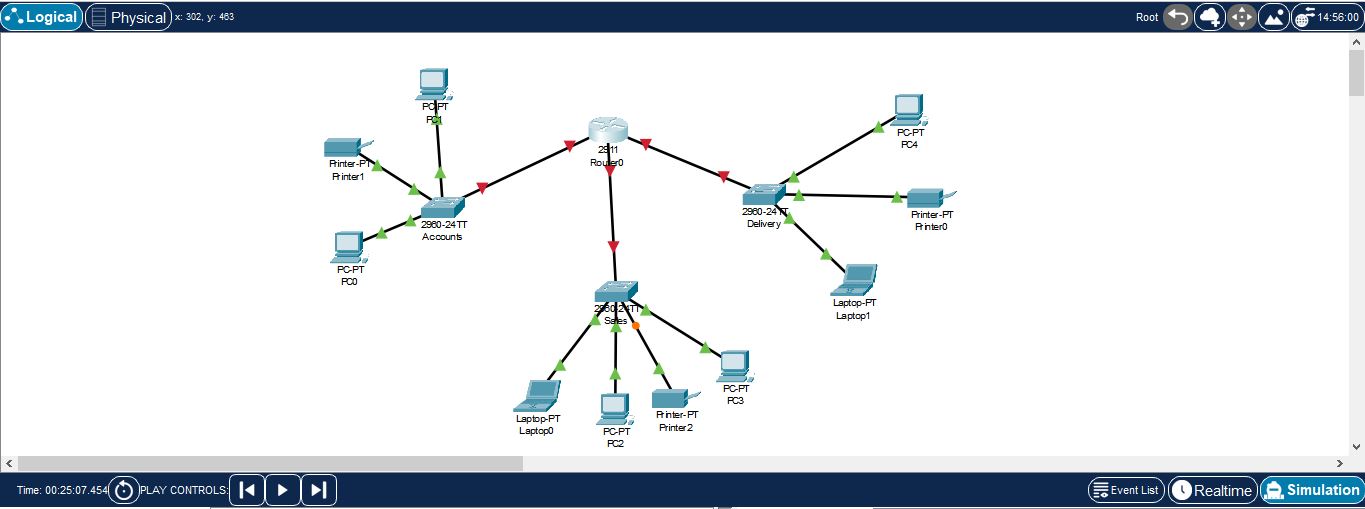 Logical
Physical
x: 302, y: 463
Root
14:56:00
PC-PT
PC1
Printer-PT
Printer1
2960-24TT
Accounts
PC-PT
PC0
2911
Router0
PC-PT
PC4
Printer-PT
Printer0
2960-24TT
Delivery
Laptop-PT
Laptop1
2960-24TT
Sales
Laptop-PT
Laptop0
PC-PT
PC2
Printer-PT
Printer2
PC-PT
PC3
Time: 00:25:07.454
PLAY CONTROLS:
Event List
Realtime
Simulation